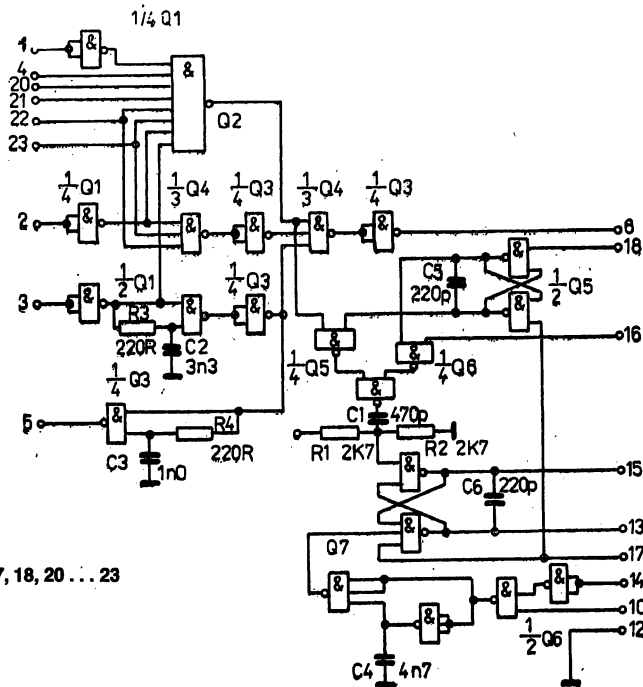 1/4 Q1
1
4
20
21
22
23
&
&
Q2
1/4 Q1
1/3 Q4
1/4 Q3
1/3 Q4
1/4 Q3
2
&
&
&
&
&
6
18
&
C5
220p
1/2 Q5
&
1/2 Q1
1/4 Q3
3
&
&
&
R3
220R
C2
3n3
&
16
1/4 Q5
&
1/4 Q6
1/4 Q3
&
5
&
R4
220R
C3
1n0
C1
470p
R1
2K7
R2
2K7
&
C6
220p
15
&
13
Q7
17
7, 18, 20 ... 23
&
&
&
14
&
10
1/2 Q6
12
C4
4n7